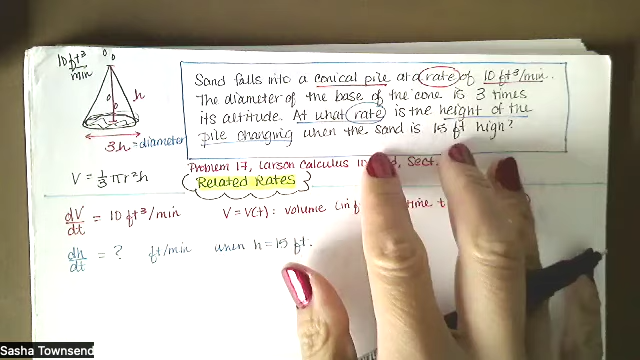 10 ft³/min
h
3h = diameter
V = 1/3 πr²h
Sand falls into a conical pile at a rate of 10 ft³/min.
The diameter of the base of the cone is 3 times
its altitude. At what rate is the height of the
pile changing when the sand is 15 ft high?
Problem 17, Larson Calculus Sect.
Related Rates
dV/dt = 10 ft³/min
V = V(t): volume time t
dh/dt = ? ft/min when h = 15 ft.
Sasha Townsend